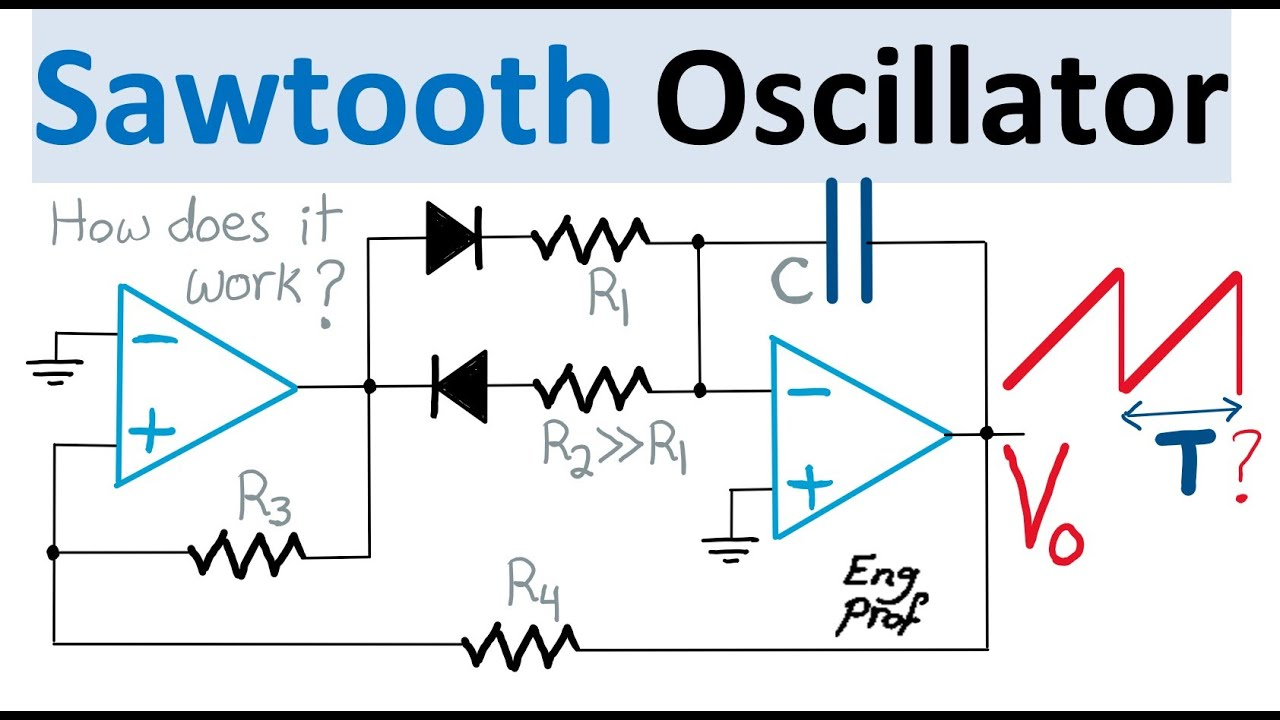 Sawtooth Oscillator
How does it
work?
R₁
C
−
+
R₂≫R₁
−
+
R₃
T?
V₀
R₄
Eng
Prof